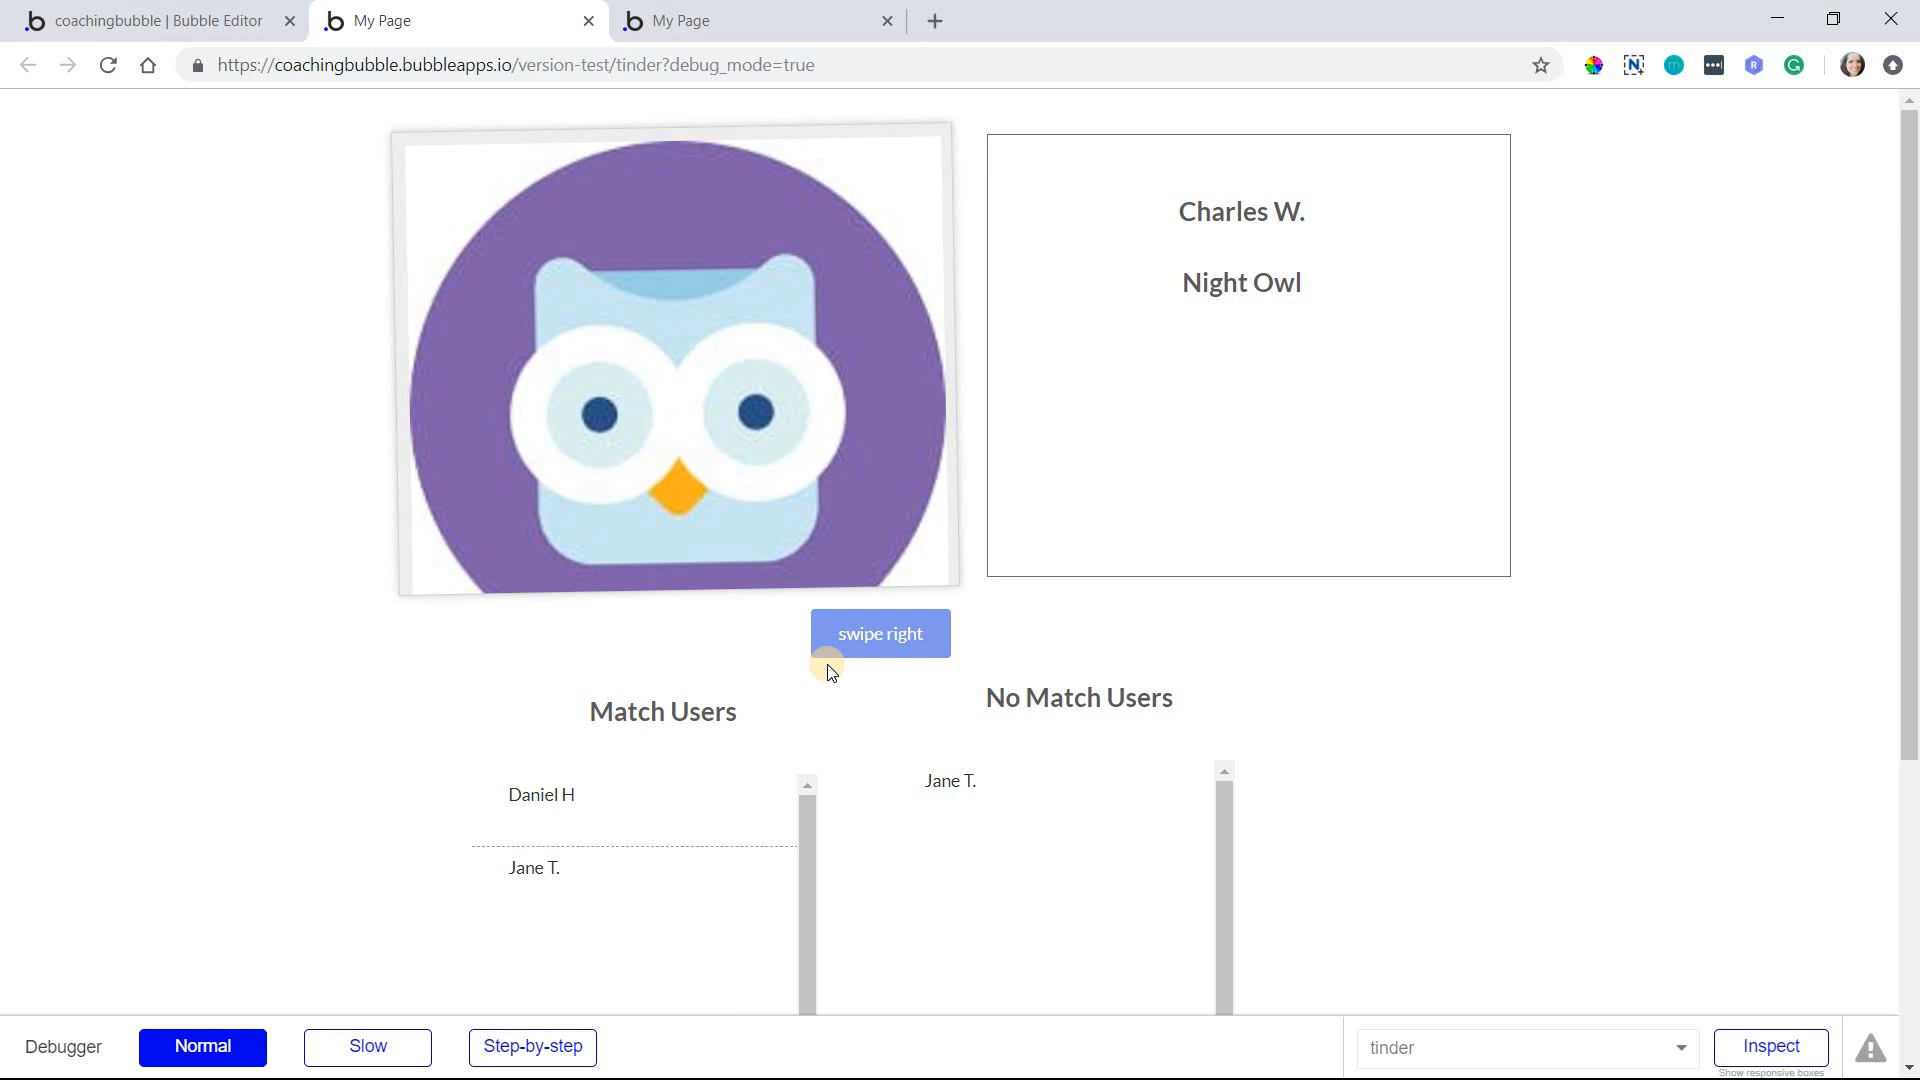 coachingbubble | Bubble Editor
My Page
My Page
https://coachingbubble.bubbleapps.io/version-test/tinder?debug_mode=true
Charles W.
Night Owl
swipe right
Match Users
No Match Users
Daniel H
Jane T.
Jane T.
Debugger
Normal
Slow
Step-by-step
tinder
Inspect
Show responsive boxes